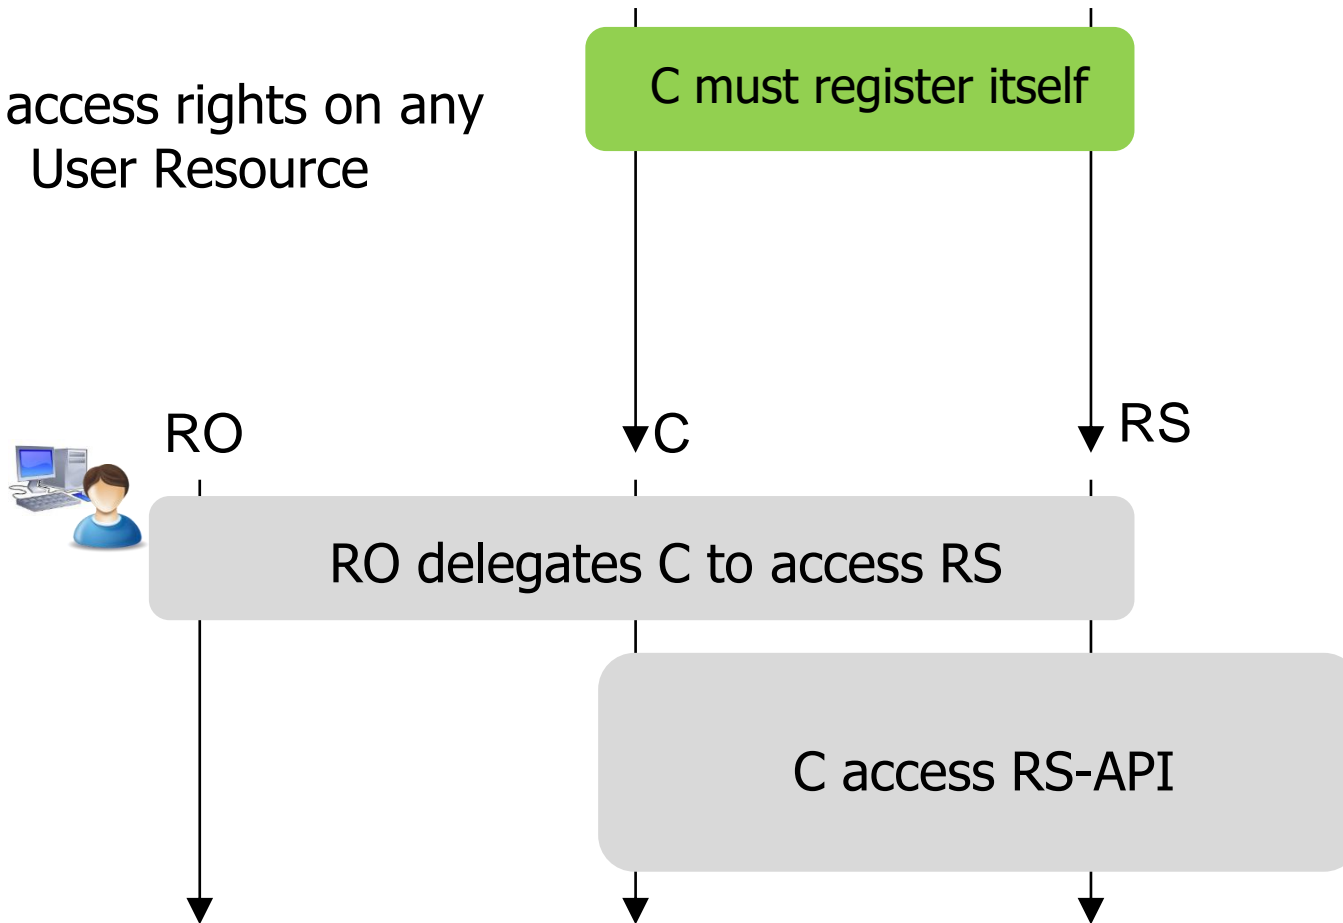 C must register itself
access rights on any
User Resource
RO
C
RS
RO delegates C to access RS
C access RS-API